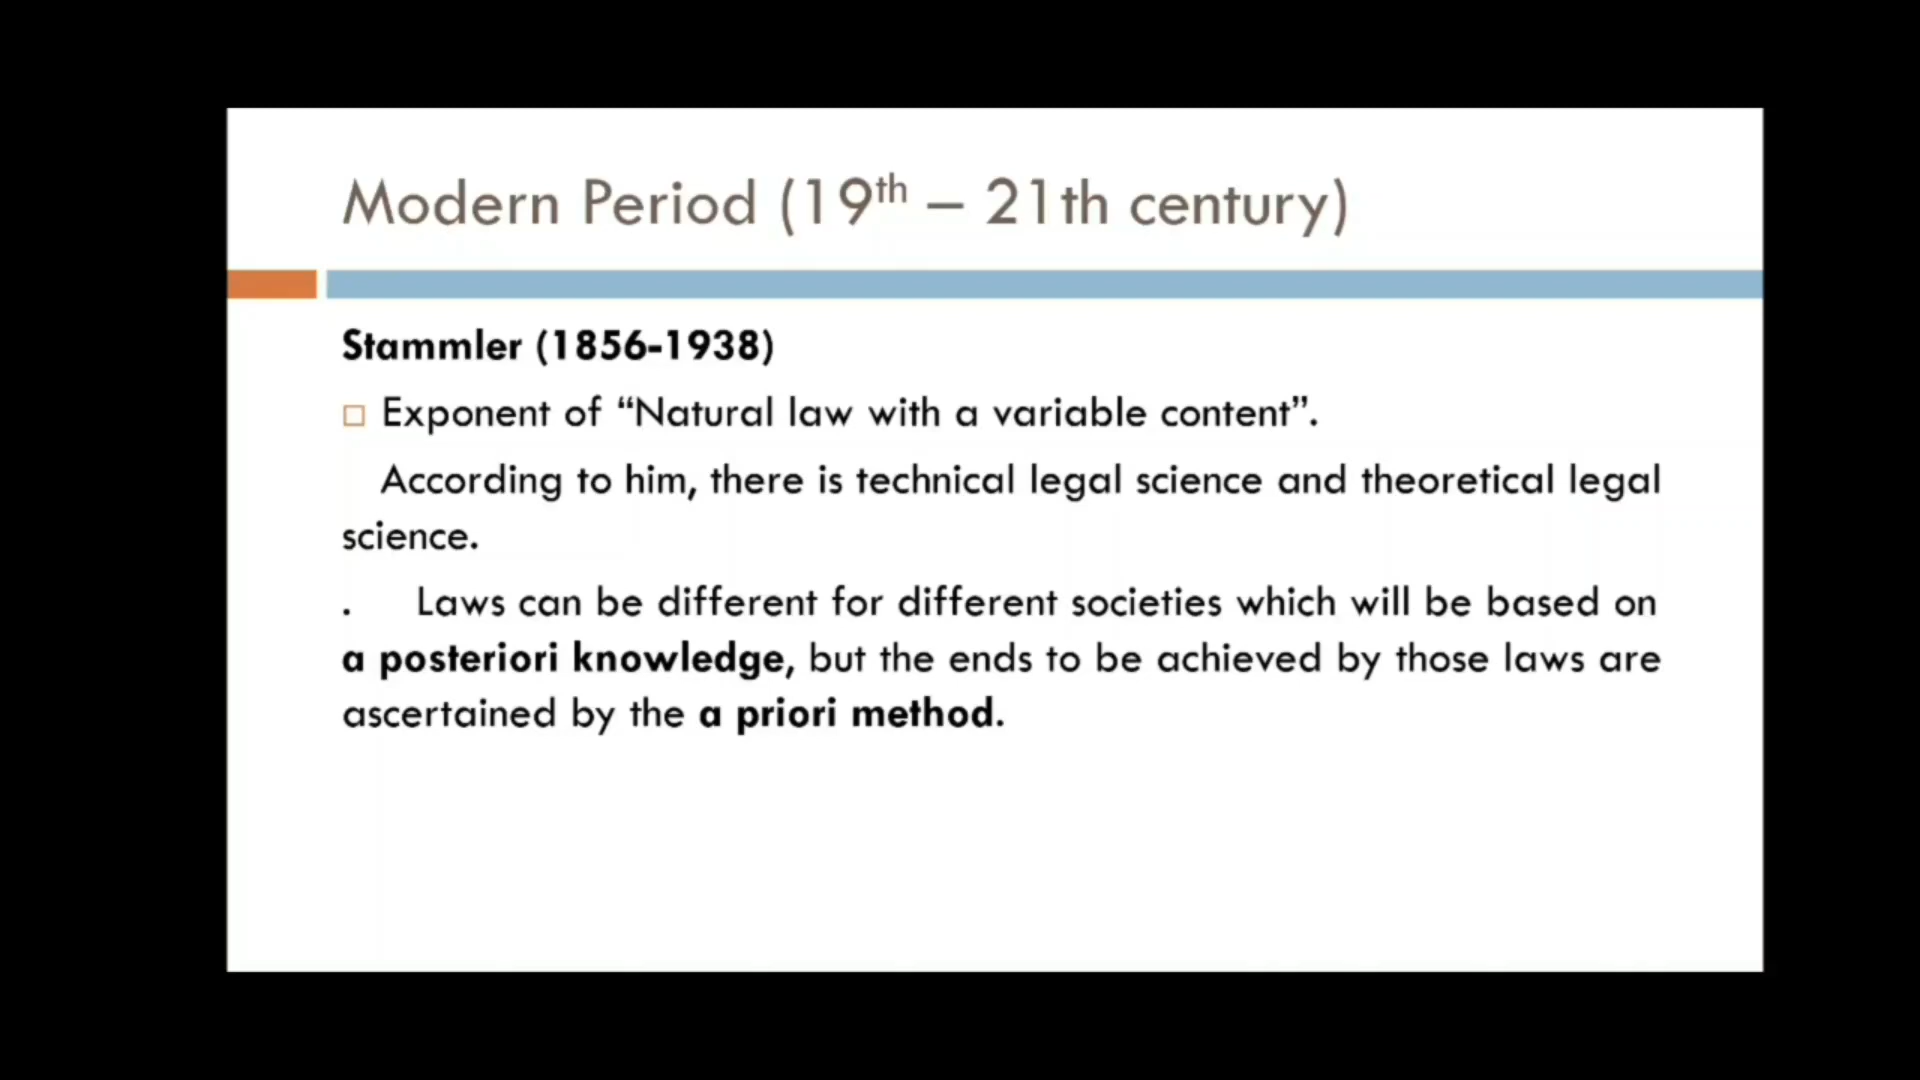 Modern Period (19th – 21th century)
Stammler (1856-1938)
Exponent of “Natural law with a variable content”.
According to him, there is technical legal science and theoretical legal
science.
. Laws can be different for different societies which will be based on
a posteriori knowledge, but the ends to be achieved by those laws are
ascertained by the a priori method.